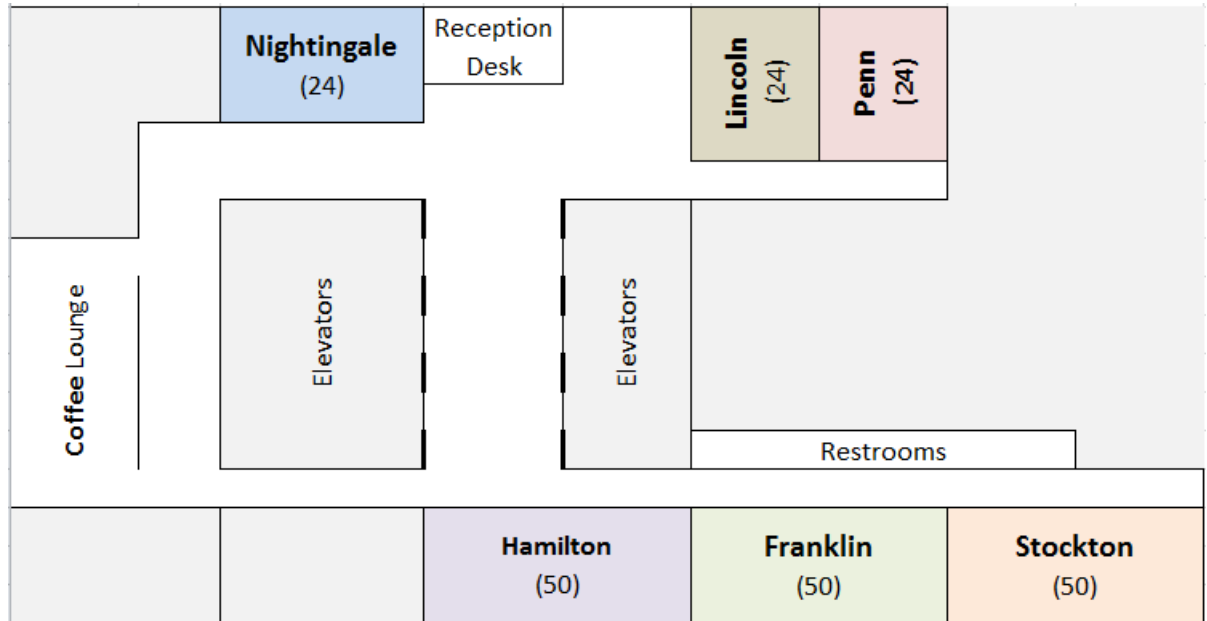 Nightingale
(24)
Reception
Desk
Lincoln
(24)
Penn
(24)
Coffee Lounge
Elevators
Elevators
Restrooms
Hamilton
(50)
Franklin
(50)
Stockton
(50)